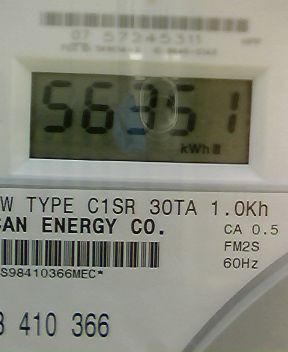 07 57245311
56351
kWh
W TYPE C1SR 30TA 1.0Kh
CAN ENERGY CO.
CA 0.5
FM2S
60Hz
S98410366MEC*
8 410 366